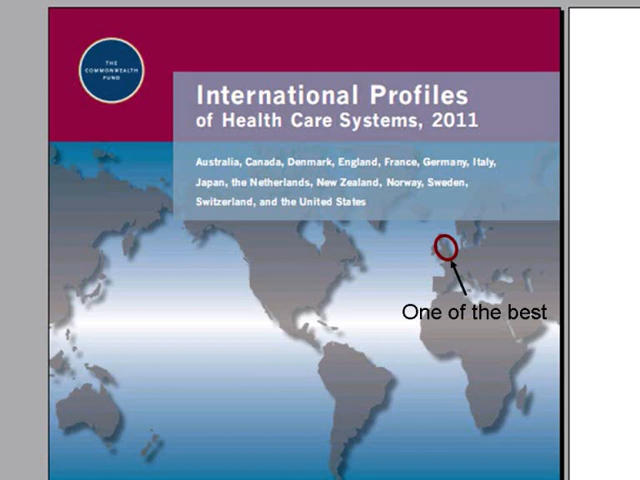 THE
COMMONWEALTH
FUND
International Profiles
of Health Care Systems, 2011
Australia, Canada, Denmark, England, France, Germany, Italy,
Japan, the Netherlands, New Zealand, Norway, Sweden,
Switzerland, and the United States
One of the best